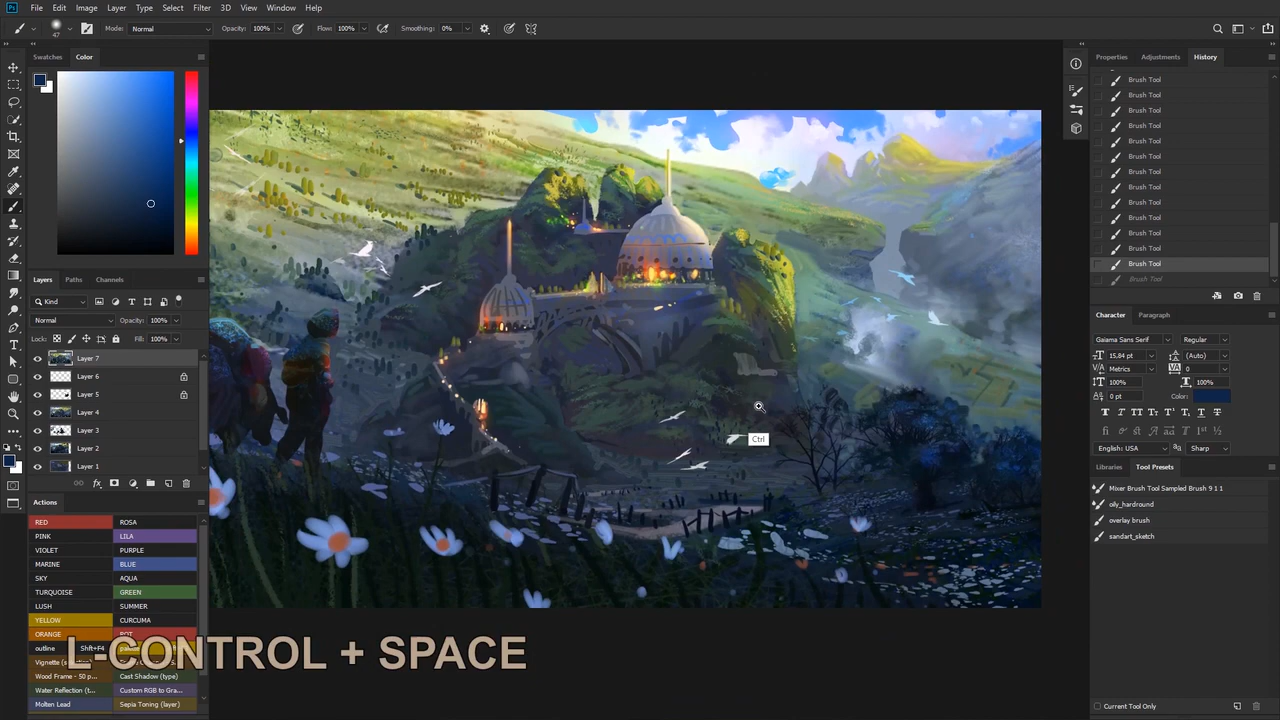 Ps File Edit Image Layer Type Select Filter 3D View Window Help
47 Mode: Normal Opacity: 100% Flow: 100% Smoothing: 0%
Swatches Color
Layers Paths Channels
Kind
Normal Opacity: 100%
Lock: Fill: 100%
Layer 7
Layer 6
Layer 5
Layer 4
Layer 3
Layer 2
Layer 1
Actions
RED ROSA
PINK LILA
VIOLET PURPLE
MARINE BLUE
SKY AQUA
TURQUOISE GREEN
LUSH SUMMER
YELLOW CURCUMA
ORANGE
outline Shft+F4
Wood Frame - 50 p... Cast Shadow (type)
Water Reflection (t... Custom RGB to Gra...
Molten Lead Sepia Toning (layer)
L-CONTROL + SPACE
Ctrl
Properties Adjustments History
Brush Tool
Brush Tool
Brush Tool
Brush Tool
Brush Tool
Brush Tool
Brush Tool
Brush Tool
Brush Tool
Brush Tool
Brush Tool
Brush Tool
Brush Tool
Brush Tool
Character Paragraph
Gaiama Sans Serif Regular
15,84 pt (Auto)
Metrics 0
100% 100%
0 pt Color:
English: USA Sharp
Libraries Tool Presets
Mixer Brush Tool Sampled Brush 9 1 1
oily_hardround
overlay brush
sandart_sketch
Current Tool Only